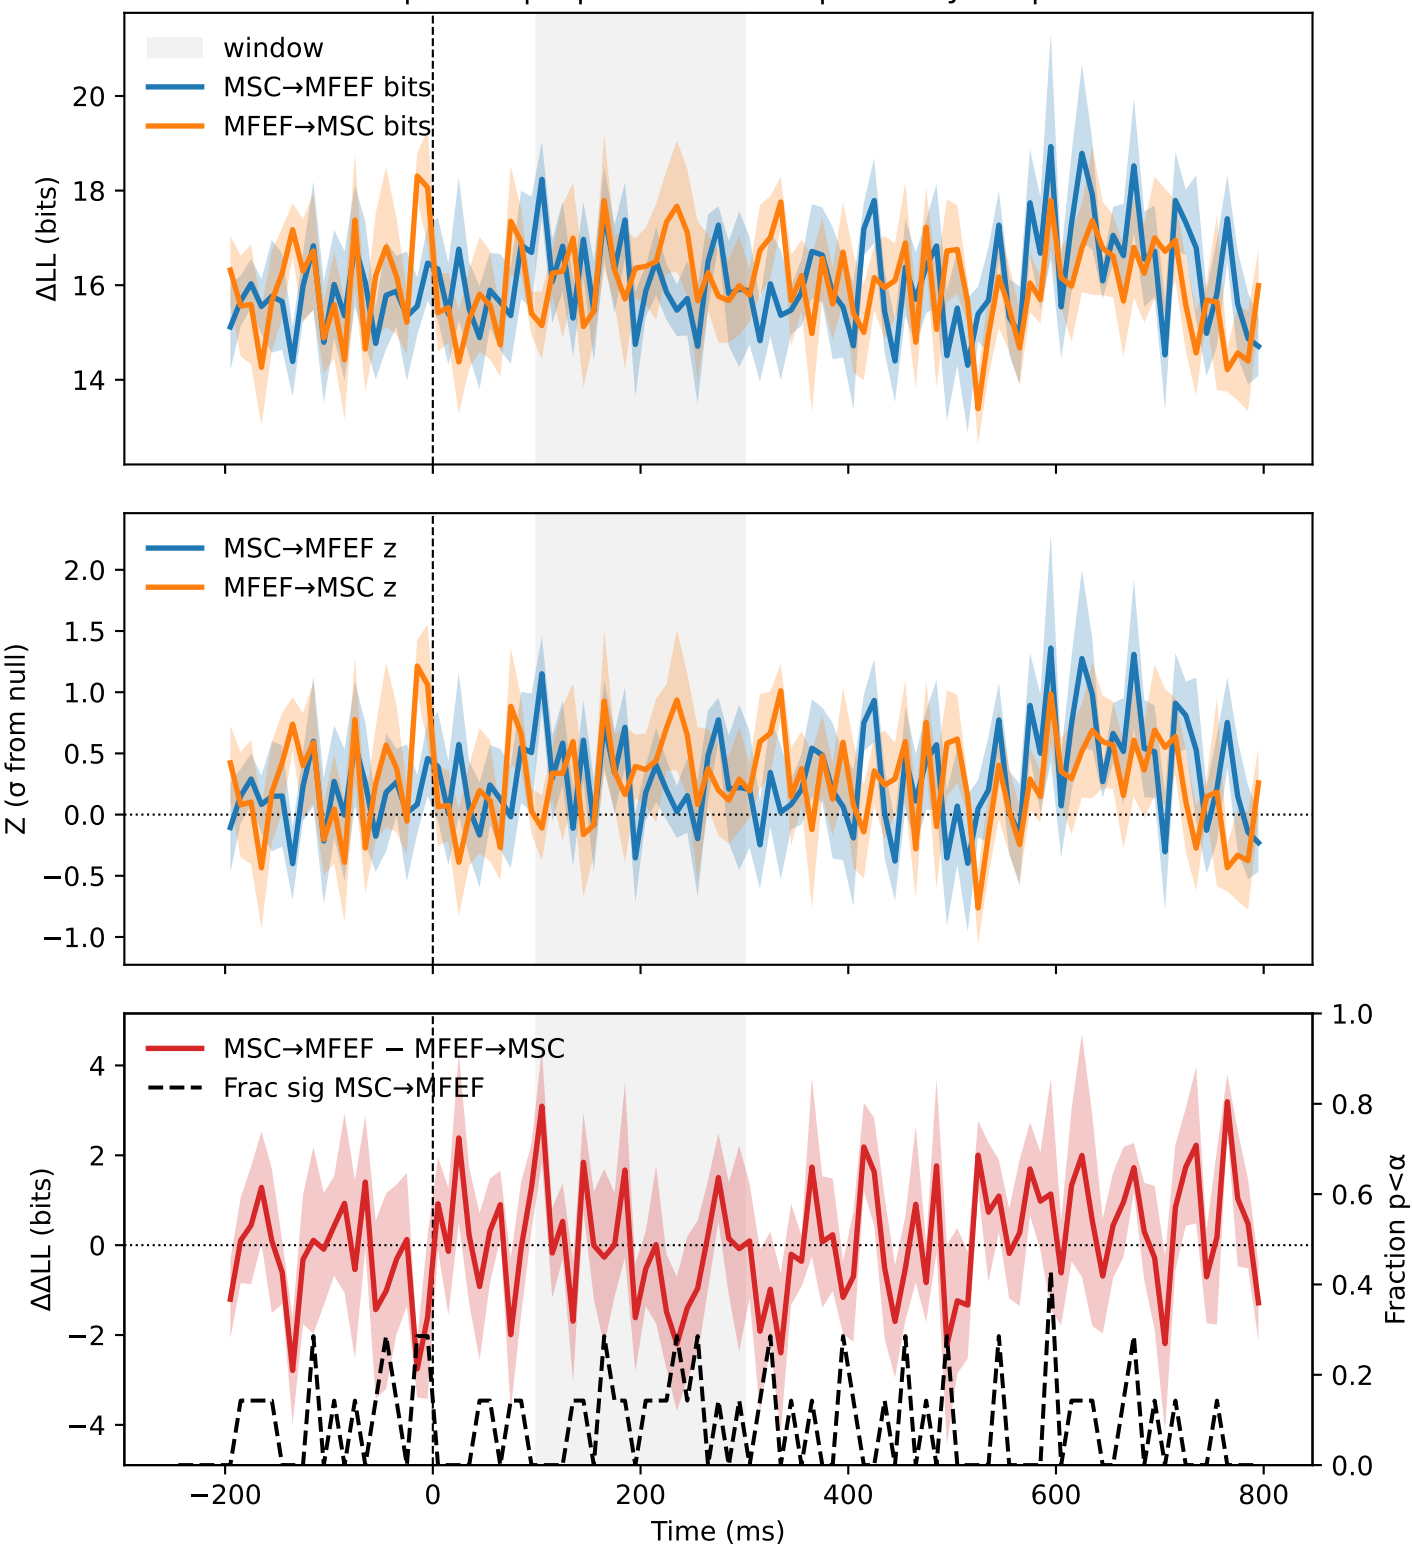 window
MSC→MFEF bits
MFEF→MSC bits
20
18
16
14
ΔLL (bits)
MSC→MFEF z
MFEF→MSC z
2.0
1.5
1.0
0.5
0.0
−0.5
−1.0
Z (σ from null)
MSC→MFEF − MFEF→MSC
Frac sig MSC→MFEF
4
2
0
−2
−4
ΔΔLL (bits)
1.0
0.8
0.6
0.4
0.2
0.0
Fraction p<α
−200
0
200
400
600
800
Time (ms)